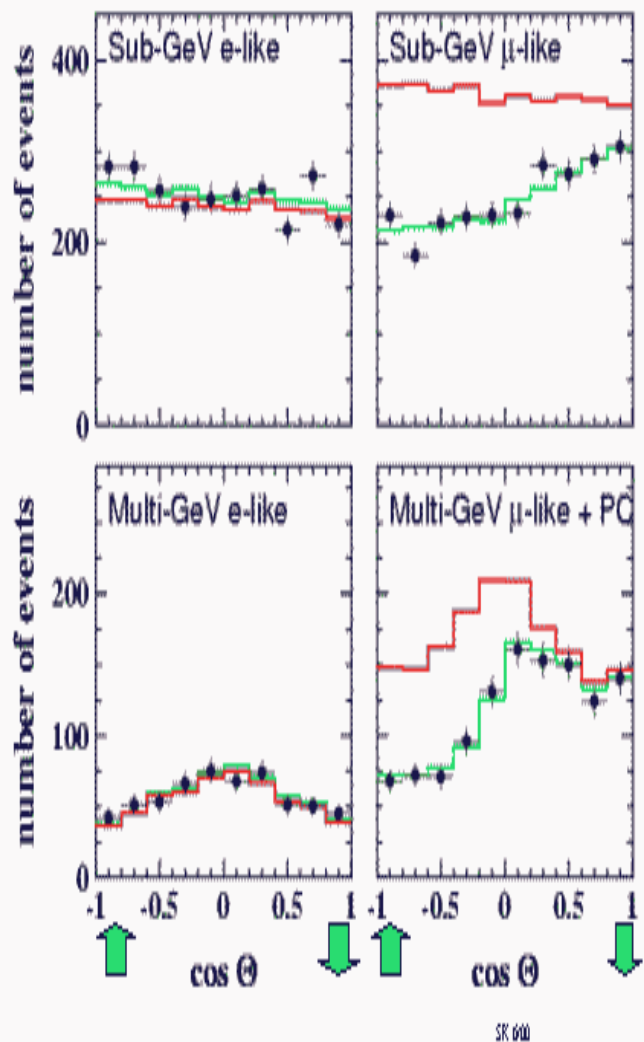 Sub-GeV e-like
Sub-GeV μ-like
number of events
400
200
0
Multi-GeV e-like
Multi-GeV μ-like + PC
number of events
200
100
0
-1 -0.5 0 0.5 1
-1 -0.5 0 0.5 1
cos Θ
cos Θ
SK